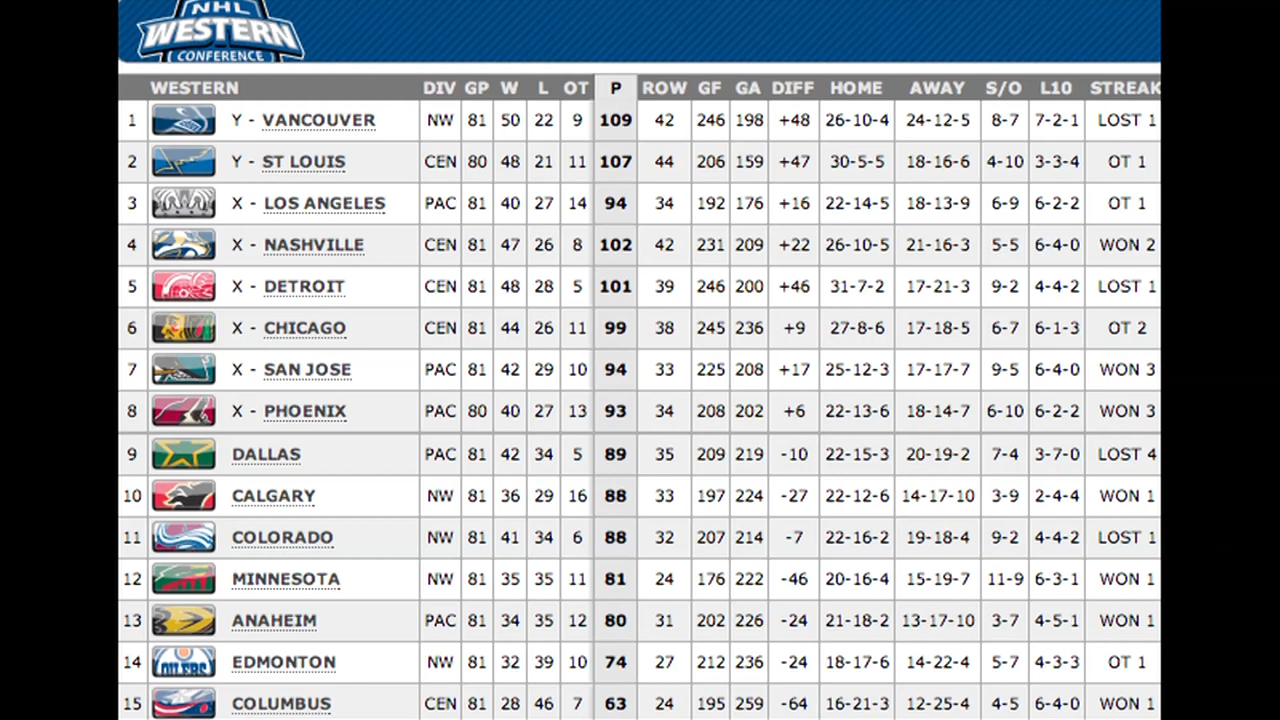 NHL
WESTERN
CONFERENCE
WESTERN DIV GP W L OT P ROW GF GA DIFF HOME AWAY S/O L10 STREAK
1 Y - VANCOUVER NW 81 50 22 9 109 42 246 198 +48 26-10-4 24-12-5 8-7 7-2-1 LOST 1
2 Y - ST LOUIS CEN 80 48 21 11 107 44 206 159 +47 30-5-5 18-16-6 4-10 3-3-4 OT 1
3 X - LOS ANGELES PAC 81 40 27 14 94 34 192 176 +16 22-14-5 18-13-9 6-9 6-2-2 OT 1
4 X - NASHVILLE CEN 81 47 26 8 102 42 231 209 +22 26-10-5 21-16-3 5-5 6-4-0 WON 2
5 X - DETROIT CEN 81 48 28 5 101 39 246 200 +46 31-7-2 17-21-3 9-2 4-4-2 LOST 1
6 X - CHICAGO CEN 81 44 26 11 99 38 245 236 +9 27-8-6 17-18-5 6-7 6-1-3 OT 2
7 X - SAN JOSE PAC 81 42 29 10 94 33 225 208 +17 25-12-3 17-17-7 9-5 6-4-0 WON 3
8 X - PHOENIX PAC 80 40 27 13 93 34 208 202 +6 22-13-6 18-14-7 6-10 6-2-2 WON 3
9 DALLAS PAC 81 42 34 5 89 35 209 219 -10 22-15-3 20-19-2 7-4 3-7-0 LOST 4
10 CALGARY NW 81 36 29 16 88 33 197 224 -27 22-12-6 14-17-10 3-9 2-4-4 WON 1
11 COLORADO NW 81 41 34 6 88 32 207 214 -7 22-16-2 19-18-4 9-2 4-4-2 LOST 1
12 MINNESOTA NW 81 35 35 11 81 24 176 222 -46 20-16-4 15-19-7 11-9 6-3-1 WON 1
13 ANAHEIM PAC 81 34 35 12 80 31 202 226 -24 21-18-2 13-17-10 3-7 4-5-1 WON 1
14 OILERS EDMONTON NW 81 32 39 10 74 27 212 236 -24 18-17-6 14-22-4 5-7 4-3-3 OT 1
15 COLUMBUS CEN 81 28 46 7 63 24 195 259 -64 16-21-3 12-25-4 4-5 6-4-0 WON 1